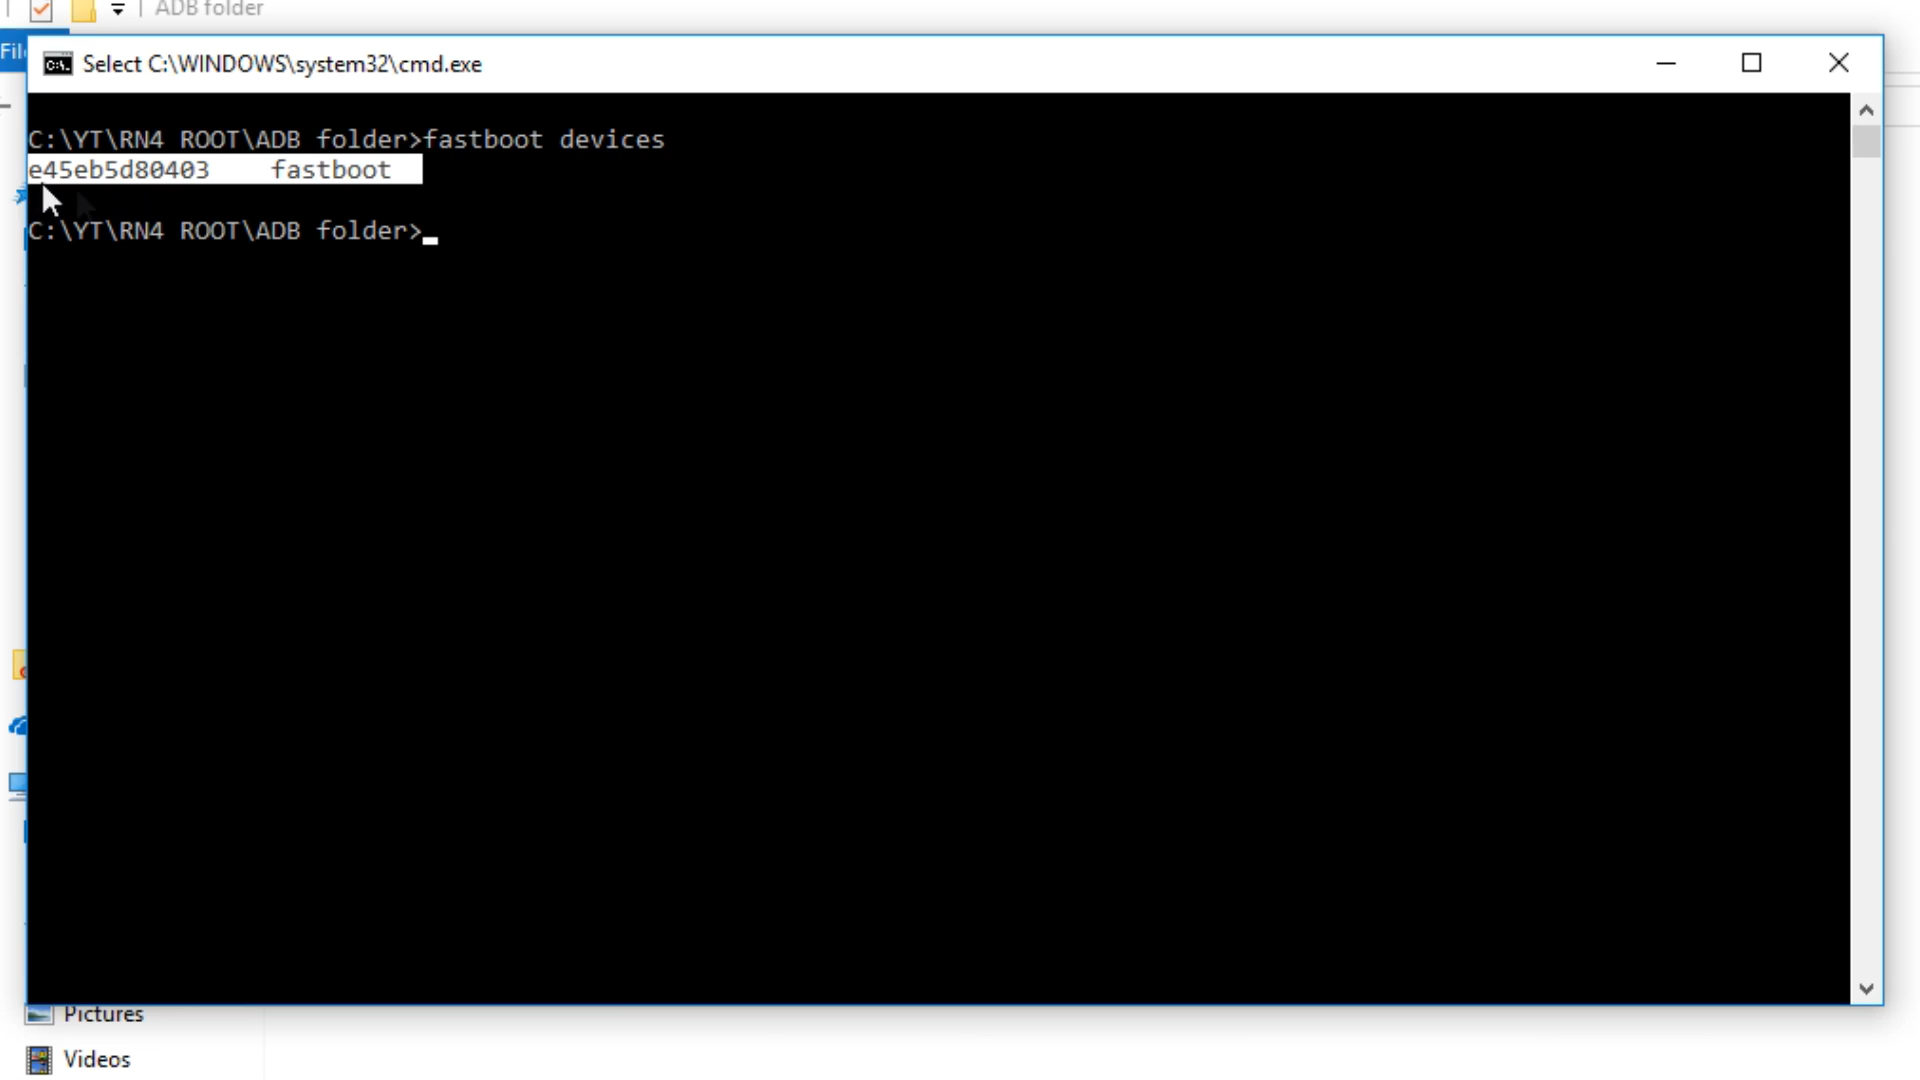 ADB folder
Select C:\WINDOWS\system32\cmd.exe
C:\YT\RN4 ROOT\ADB folder>fastboot devices
e45eb5d80403    fastboot
C:\YT\RN4 ROOT\ADB folder>
Pictures
Videos